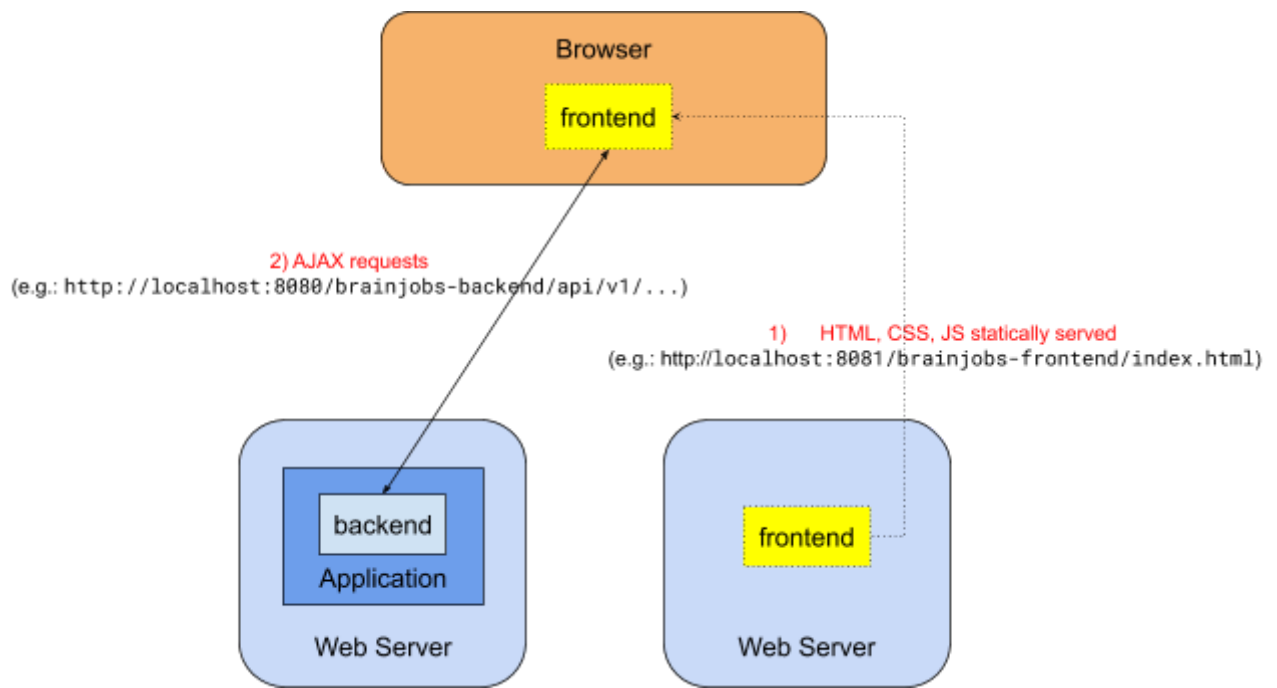 Browser
frontend
2) AJAX requests
(e.g.: http://localhost:8080/brainjobs-backend/api/v1/...)
1) HTML, CSS, JS statically served
(e.g.: http://localhost:8081/brainjobs-frontend/index.html)
backend
Application
Web Server
frontend
Web Server